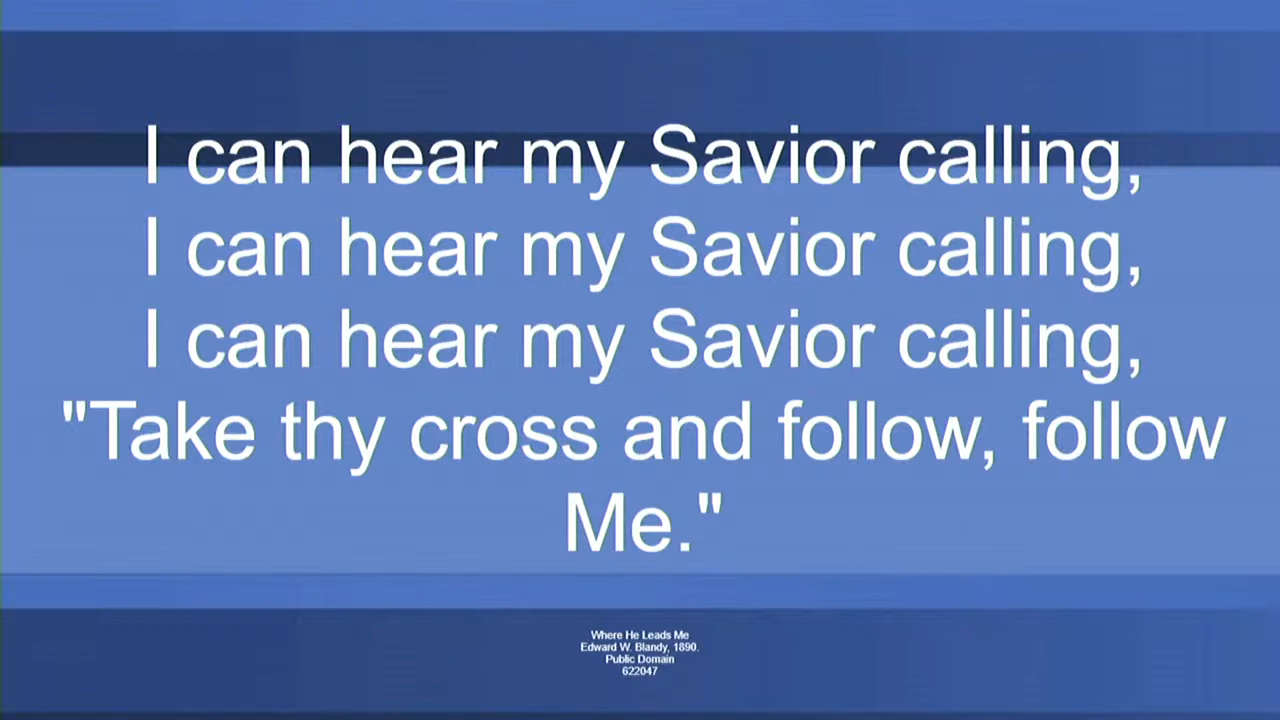 I can hear my Savior calling,
I can hear my Savior calling,
I can hear my Savior calling,
"Take thy cross and follow, follow
Me."
Where He Leads Me
Edward W. Blandy, 1890.
Public Domain
622047